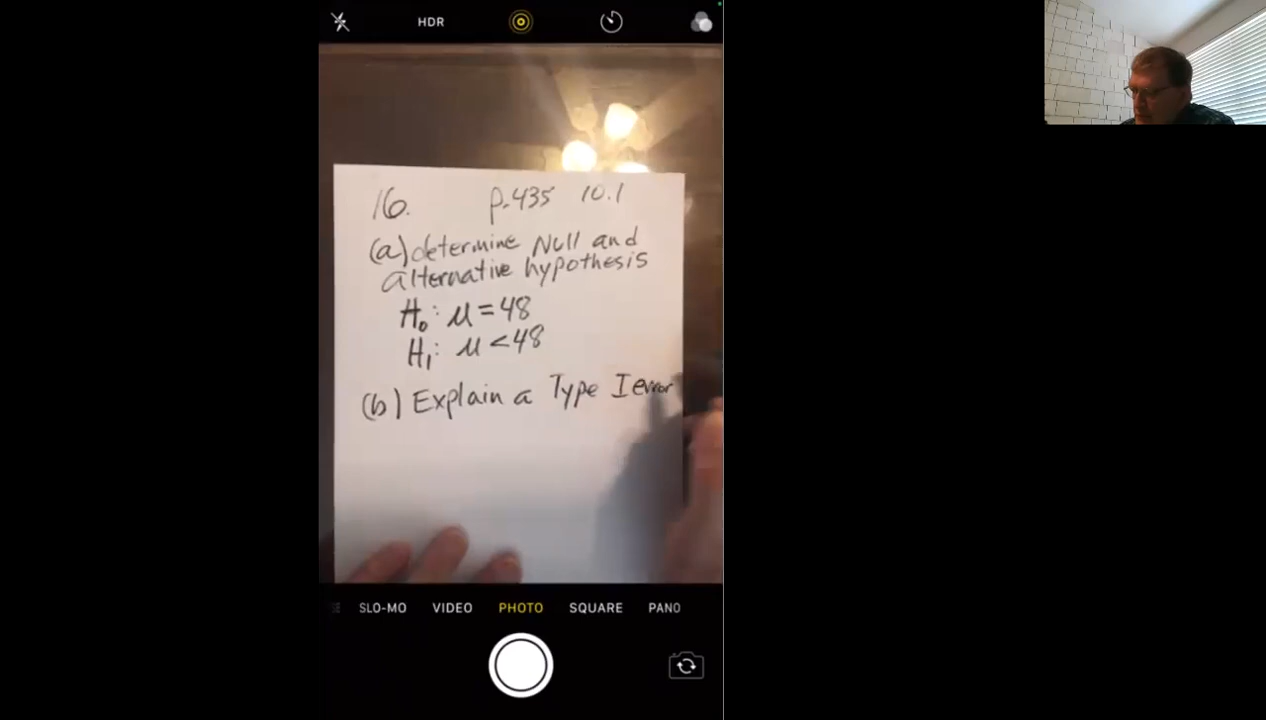 HDR
16. p.435 10.1
(a) determine Null and
alternative hypothesis
H₀: μ = 48
H₁: μ < 48
(b) Explain a Type I error
SLO-MO VIDEO PHOTO SQUARE PANO